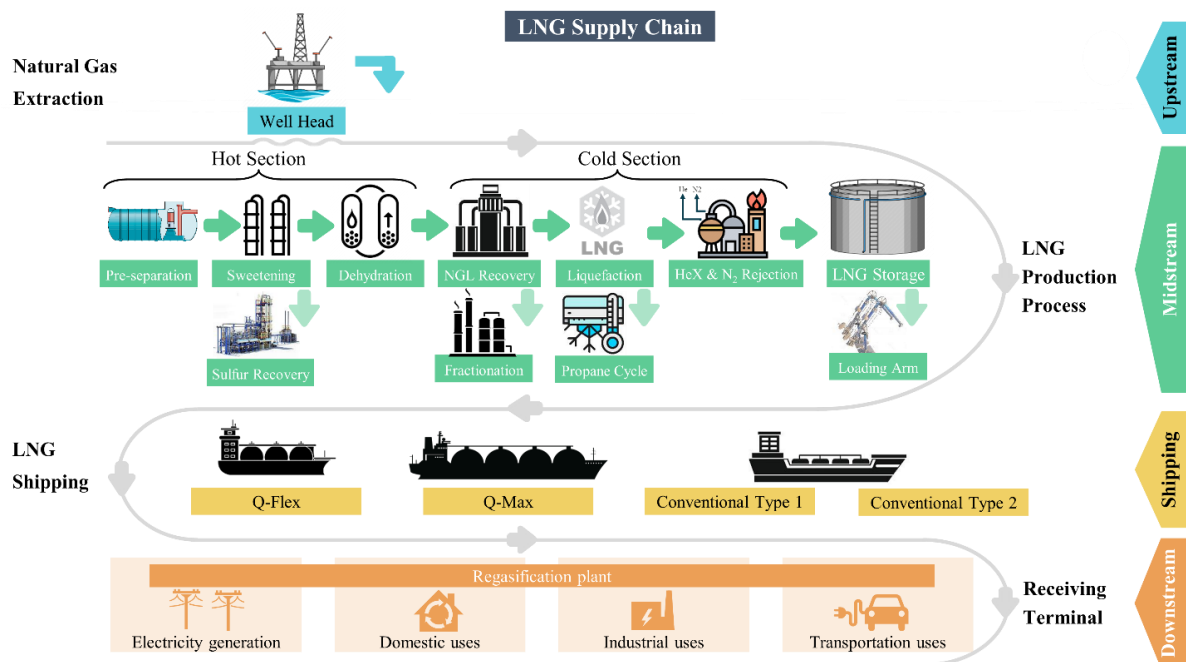 LNG Supply Chain
Natural Gas
Extraction
Well Head
Upstream
Hot Section
Cold Section
He N2
LNG
Pre-separation
Sweetening
Dehydration
NGL Recovery
Liquefaction
HeX & N₂ Rejection
LNG Storage
LNG
Production
Process
Midstream
Sulfur Recovery
Fractionation
Propane Cycle
Loading Arm
LNG
Shipping
Q-Flex
Q-Max
Conventional Type 1
Conventional Type 2
Shipping
Regasification plant
Electricity generation
Domestic uses
Industrial uses
Transportation uses
Receiving
Terminal
Downstream